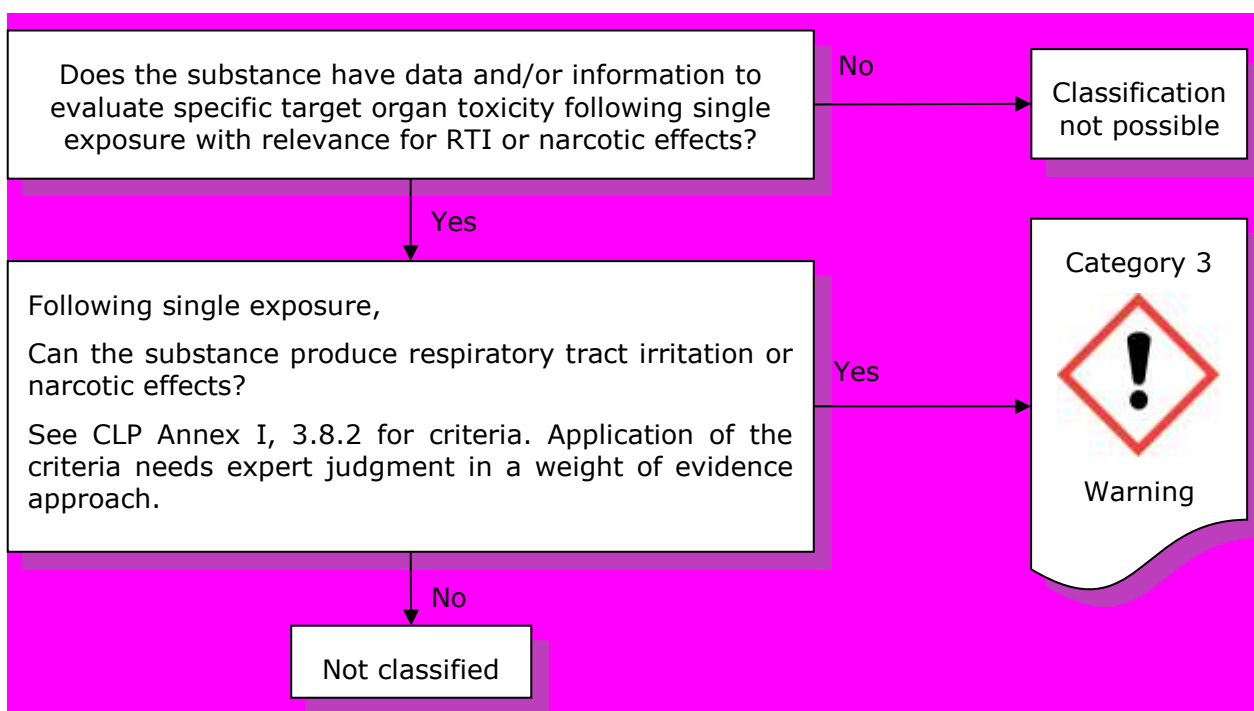 Does the substance have data and/or information to
evaluate specific target organ toxicity following single
exposure with relevance for RTI or narcotic effects?
No
Classification
not possible
Yes
Following single exposure,
Can the substance produce respiratory tract irritation or
narcotic effects?
See CLP Annex I, 3.8.2 for criteria. Application of the
criteria needs expert judgment in a weight of evidence
approach.
Yes
Category 3
Warning
No
Not classified